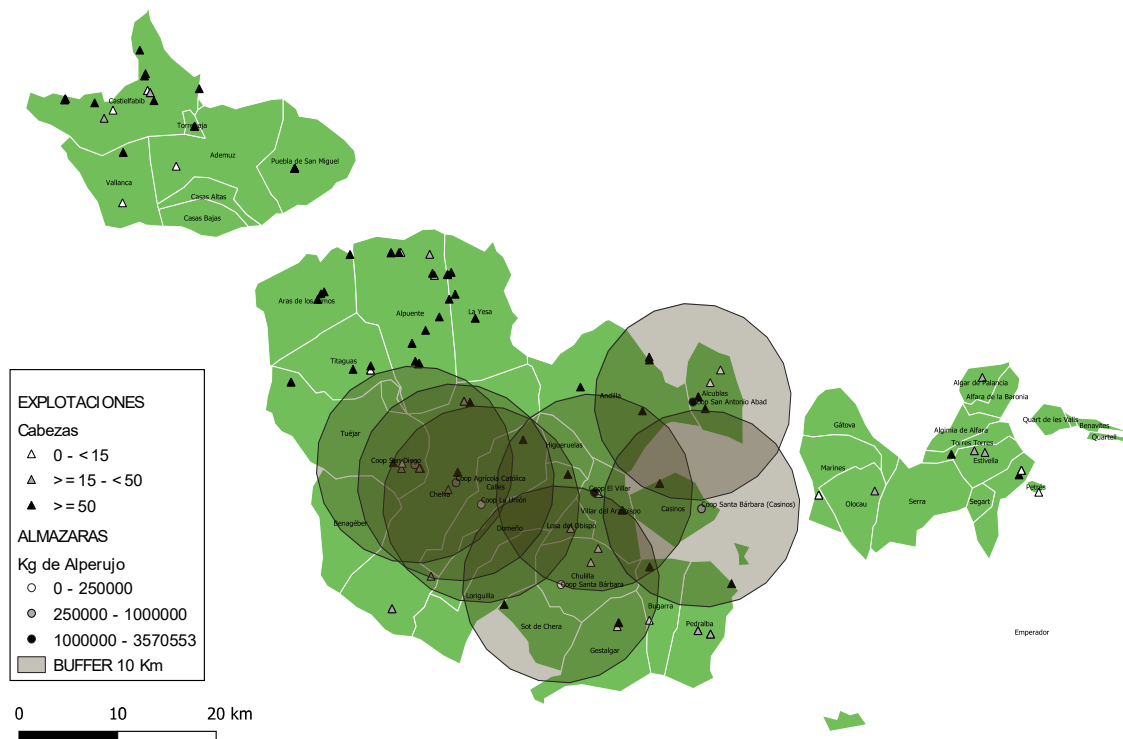 Castielfabib
Torrebaja
Ademuz
Puebla de San Miguel
Vallanca
Casas Altas
Casas Bajas
Aras de los Olmos
Alpuente
La Yesa
Titaguas
Andilla
Alcublas
Coop San Antonio Abad
Algar de Palancia
Alfara de la Baronia
Quart de les Valls
Benavites
Quartell
Gátova
Algimia de Alfara
Torres Torres
Estivella
Petrés
Marines
Olocau
Serra
Segart
Tuéjar
Higueruelas
Coop San Diego
Coop Agrícola Católica
Calles
Chelva
Coop La Unión
Coop El Villar
Villar del Arzobispo
Casinos
Coop Santa Bárbara (Casinos)
Benagéber
Domeño
Losa del Obispo
Chulilla
Coop Santa Bárbara
Loriguilla
Bugarra
Sot de Chera
Pedralba
Gestalgar
Emperador
EXPLOTACIONES
Cabezas
0 - <15
>= 15 - <50
>= 50
ALMAZARAS
Kg de Alperujo
0 - 250000
250000 - 1000000
1000000 - 3570553
BUFFER 10 Km
0 10 20 km